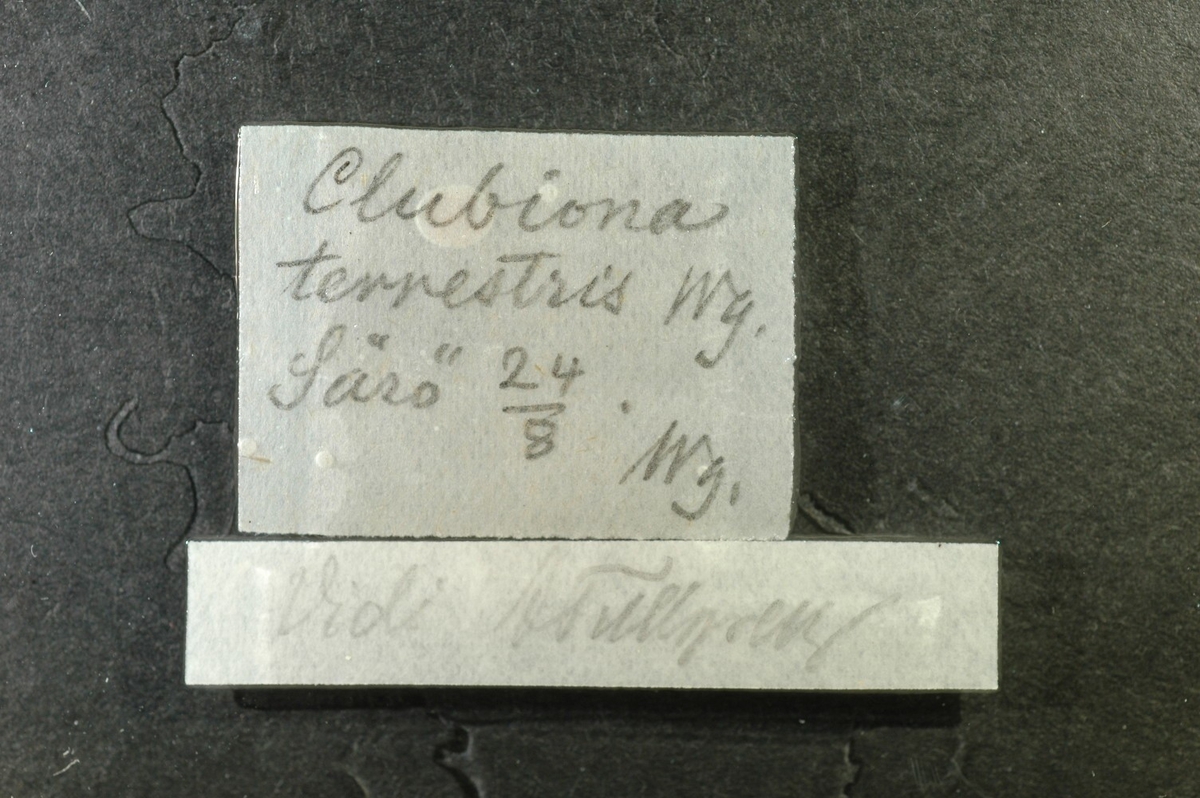 Clubiona
terrestris Wg.
Särö 24/8.
Wg.
Vidi A Tullgren